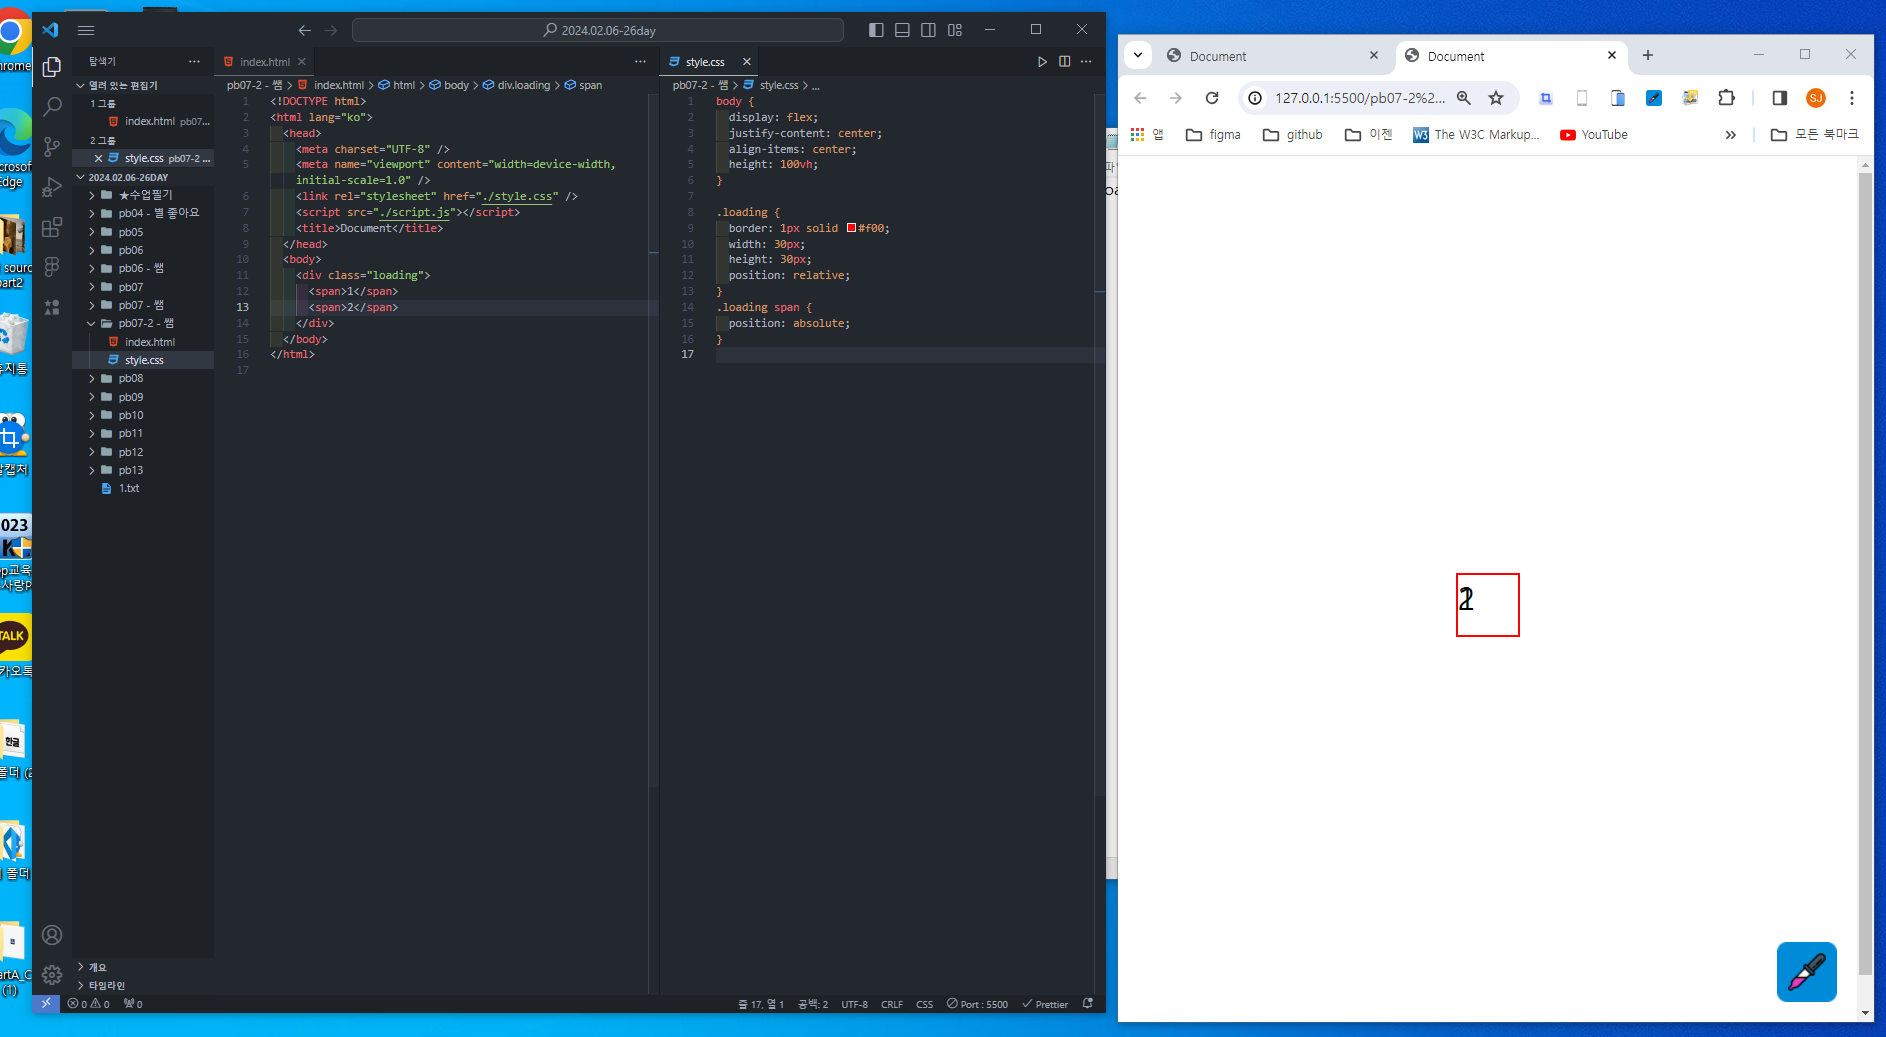 2024.02.06-26day
탐색기
열려 있는 편집기
1 그룹
index.html pb07...
2 그룹
style.css pb07-2 ...
2024.02.06-26DAY
★수업필기
pb04 - 별 좋아요
pb05
pb06
pb06 - 쌤
pb07
pb07 - 쌤
pb07-2 - 쌤
index.html
style.css
pb08
pb09
pb10
pb11
pb12
pb13
1.txt
개요
타임라인
index.html
pb07-2 - 쌤 > index.html > html > body > div.loading > span
1 <!DOCTYPE html>
2 <html lang="ko">
3 <head>
4 <meta charset="UTF-8" />
5 <meta name="viewport" content="width=device-width,
initial-scale=1.0" />
6 <link rel="stylesheet" href="./style.css" />
7 <script src="./script.js"></script>
8 <title>Document</title>
9 </head>
10 <body>
11 <div class="loading">
12 <span>1</span>
13 <span>2</span>
14 </div>
15 </body>
16 </html>
17
style.css
pb07-2 - 쌤 > style.css > ...
1 body {
2 display: flex;
3 justify-content: center;
4 align-items: center;
5 height: 100vh;
6 }
7
8 .loading {
9 border: 1px solid #f00;
10 width: 30px;
11 height: 30px;
12 position: relative;
13 }
14 .loading span {
15 position: absolute;
16 }
17
0 0 0
줄 17, 열 1 공백: 2 UTF-8 CRLF CSS Port : 5500 Prettier
Document
Document
127.0.0.1:5500/pb07-2%2...
SJ
앱 figma github 이젠 The W3C Markup... YouTube » 모든 북마크
1
2
TALK
한글
(1)